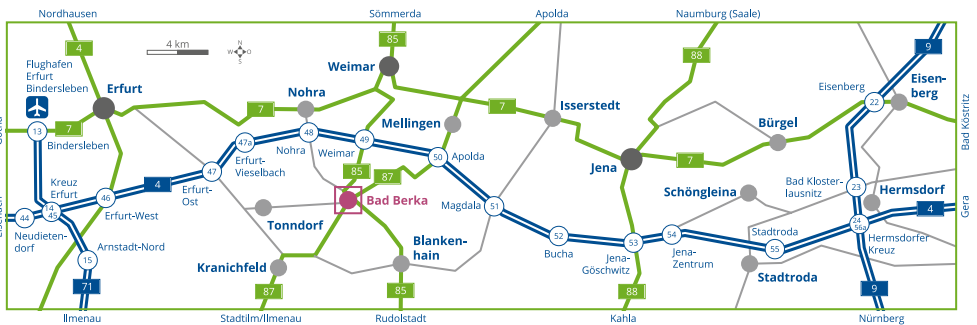 Nordhausen
Sömmerda
Apolda
Naumburg (Saale)
4 km
N
W
O
S
4
85
88
9
Flughafen
Erfurt
Bindersleben
Weimar
Erfurt
Nohra
7
7
Isserstedt
Eisenberg
22
Eisen-
berg
Mellingen
Bürgel
13
7
Bindersleben
47a
48
49
Erfurt-
Vieselbach
Nohra
Weimar
50
Apolda
Jena
7
Bad Köstritz
Kreuz
Erfurt
4
47
Erfurt-
Ost
85
87
Bad Berka
Magdala
51
Schöngleina
Bad Kloster-
lausnitz
23
Hermsdorf
14
45
46
Erfurt-West
44
Neudieten-
dorf
Tonndorf
4
Gera
24
56a
Hermsdorfer
Kreuz
Arnstadt-Nord
15
Kranichfeld
Blanken-
hain
52
Bucha
53
Jena-
Göschwitz
54
Jena-
Zentrum
Stadtroda
55
Stadtroda
71
87
85
88
9
Ilmenau
Stadtilm/Ilmenau
Rudolstadt
Kahla
Nürnberg